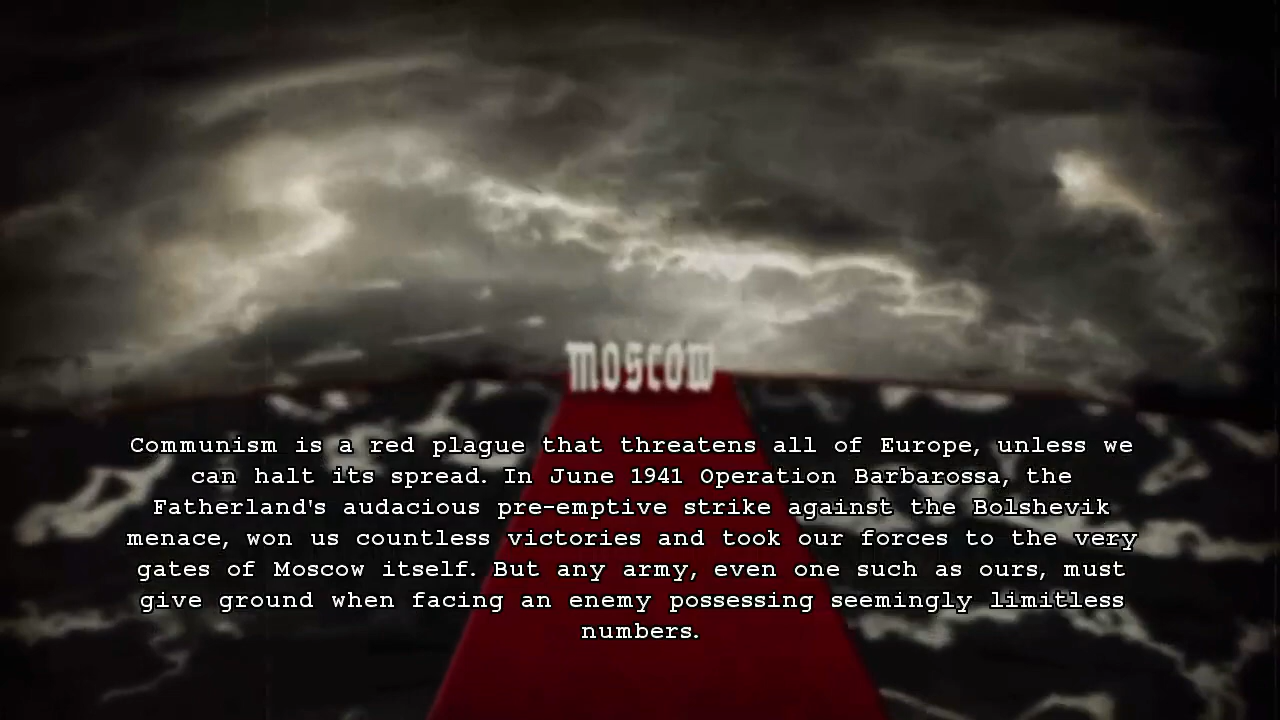 moscow
Communism is a red plague that threatens all of Europe, unless we
can halt its spread. In June 1941 Operation Barbarossa, the
Fatherland's audacious pre-emptive strike against the Bolshevik
menace, won us countless victories and took our forces to the very
gates of Moscow itself. But any army, even one such as ours, must
give ground when facing an enemy possessing seemingly limitless
numbers.